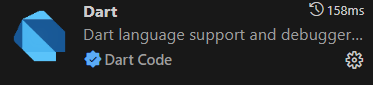 Dart 158ms
Dart language support and debugger...
Dart Code